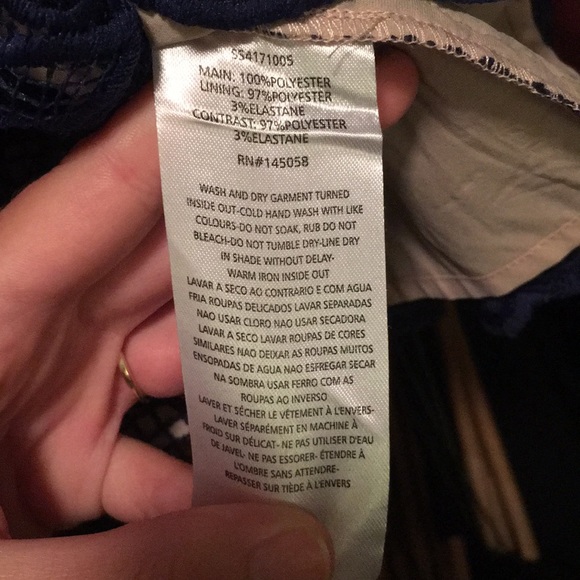 SS4171005
MAIN: 100%POLYESTER
LINING: 97%POLYESTER
3%ELASTANE
CONTRAST: 97%POLYESTER
3%ELASTANE
RN#145058
WASH AND DRY GARMENT TURNED
INSIDE OUT-COLD HAND WASH WITH LIKE
COLOURS-DO NOT SOAK, RUB DO NOT
BLEACH-DO NOT TUMBLE DRY-LINE DRY
IN SHADE WITHOUT DELAY-
WARM IRON INSIDE OUT
LAVAR A SECO AO CONTRARIO E COM AGUA
FRIA ROUPAS DELICADOS LAVAR SEPARADAS
NAO USAR CLORO NAO USAR SECADORA
LAVAR A SECO LAVAR ROUPAS DE CORES
SIMILARES NAO DEIXAR AS ROUPAS MUITOS
ENSOPADAS DE AGUA NAO ESFREGAR SECAR
NA SOMBRA USAR FERRO COM AS
ROUPAS AO INVERSO
LAVER ET SÉCHER LE VÊTEMENT À L'ENVERS-
LAVER SÉPARÉMENT EN MACHINE À
FROID SUR DÉLICAT- NE PAS UTILISER D'EAU
DE JAVEL- NE PAS ESSORER- ÉTENDRE À
L'OMBRE SANS ATTENDRE-
REPASSER SUR TIÈDE À L'ENVERS